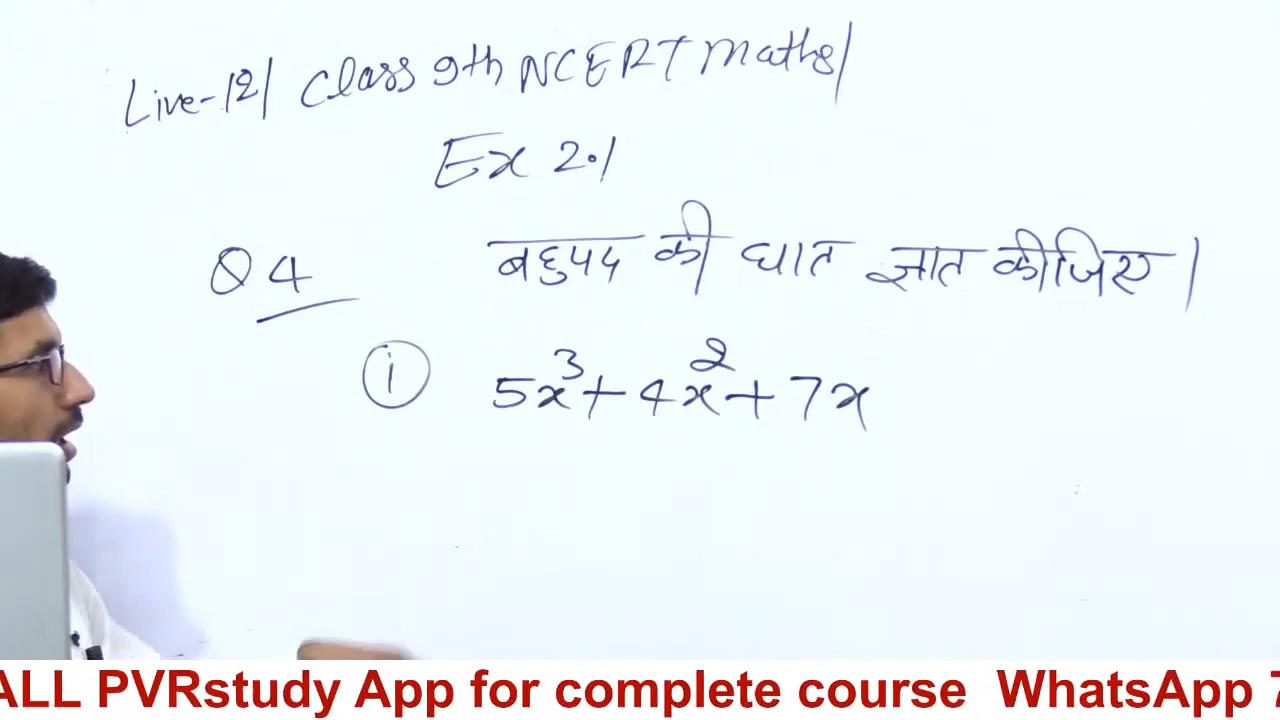 Live-12/ Class 9th NCERT Maths/
Ex 2.1
Q 4 बहुपद की घात ज्ञात कीजिए |
i 5x³+4x²+7x
ALL PVRstudy App for complete course WhatsApp 7